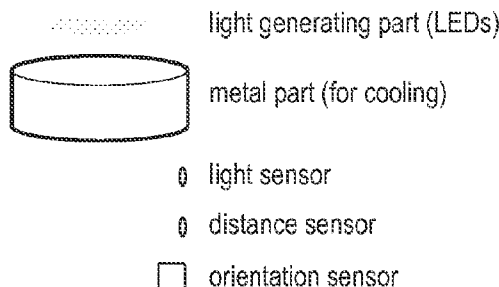 light generating part (LEDs)
metal part (for cooling)
light sensor
distance sensor
orientation sensor